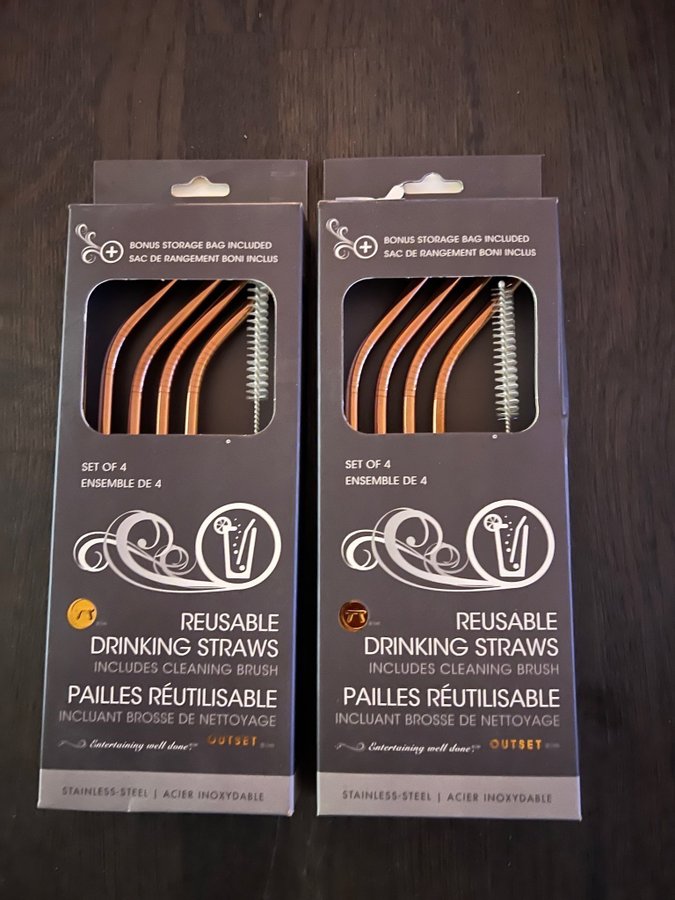 BONUS STORAGE BAG INCLUDED
SAC DE RANGEMENT BONI INCLUS
SET OF 4
ENSEMBLE DE 4
REUSABLE
DRINKING STRAWS
INCLUDES CLEANING BRUSH
PAILLES RÉUTILISABLE
INCLUANT BROSSE DE NETTOYAGE
Entertaining well done
OUTSET
STAINLESS-STEEL | ACIER INOXYDABLE
BONUS STORAGE BAG INCLUDED
SAC DE RANGEMENT BONI INCLUS
SET OF 4
ENSEMBLE DE 4
REUSABLE
DRINKING STRAWS
INCLUDES CLEANING BRUSH
PAILLES RÉUTILISABLE
INCLUANT BROSSE DE NETTOYAGE
Entertaining well done
OUTSET
STAINLESS-STEEL | ACIER INOXYDABLE